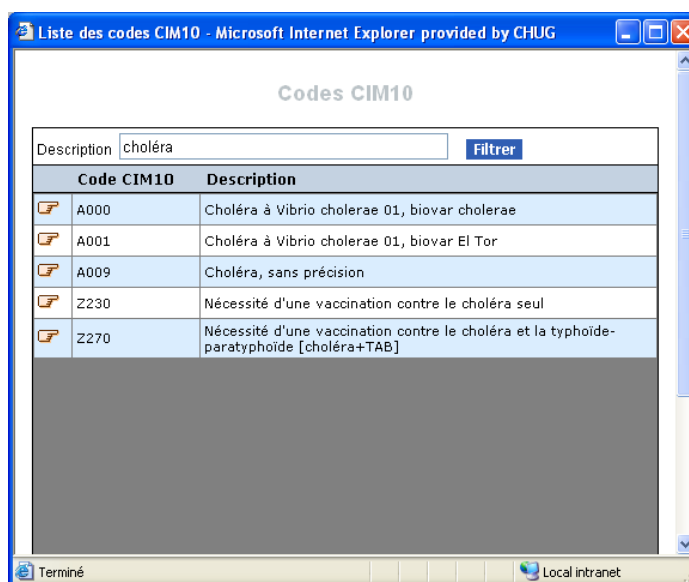 Liste des codes CIM10 - Microsoft Internet Explorer provided by CHUG
Codes CIM10
Description choléra Filtrer
Code CIM10 Description
A000 Choléra à Vibrio cholerae 01, biovar cholerae
A001 Choléra à Vibrio cholerae 01, biovar El Tor
A009 Choléra, sans précision
Z230 Nécessité d'une vaccination contre le choléra seul
Z270 Nécessité d'une vaccination contre le choléra et la typhoïde-
paratyphoïde [choléra+TAB]
Terminé Local intranet